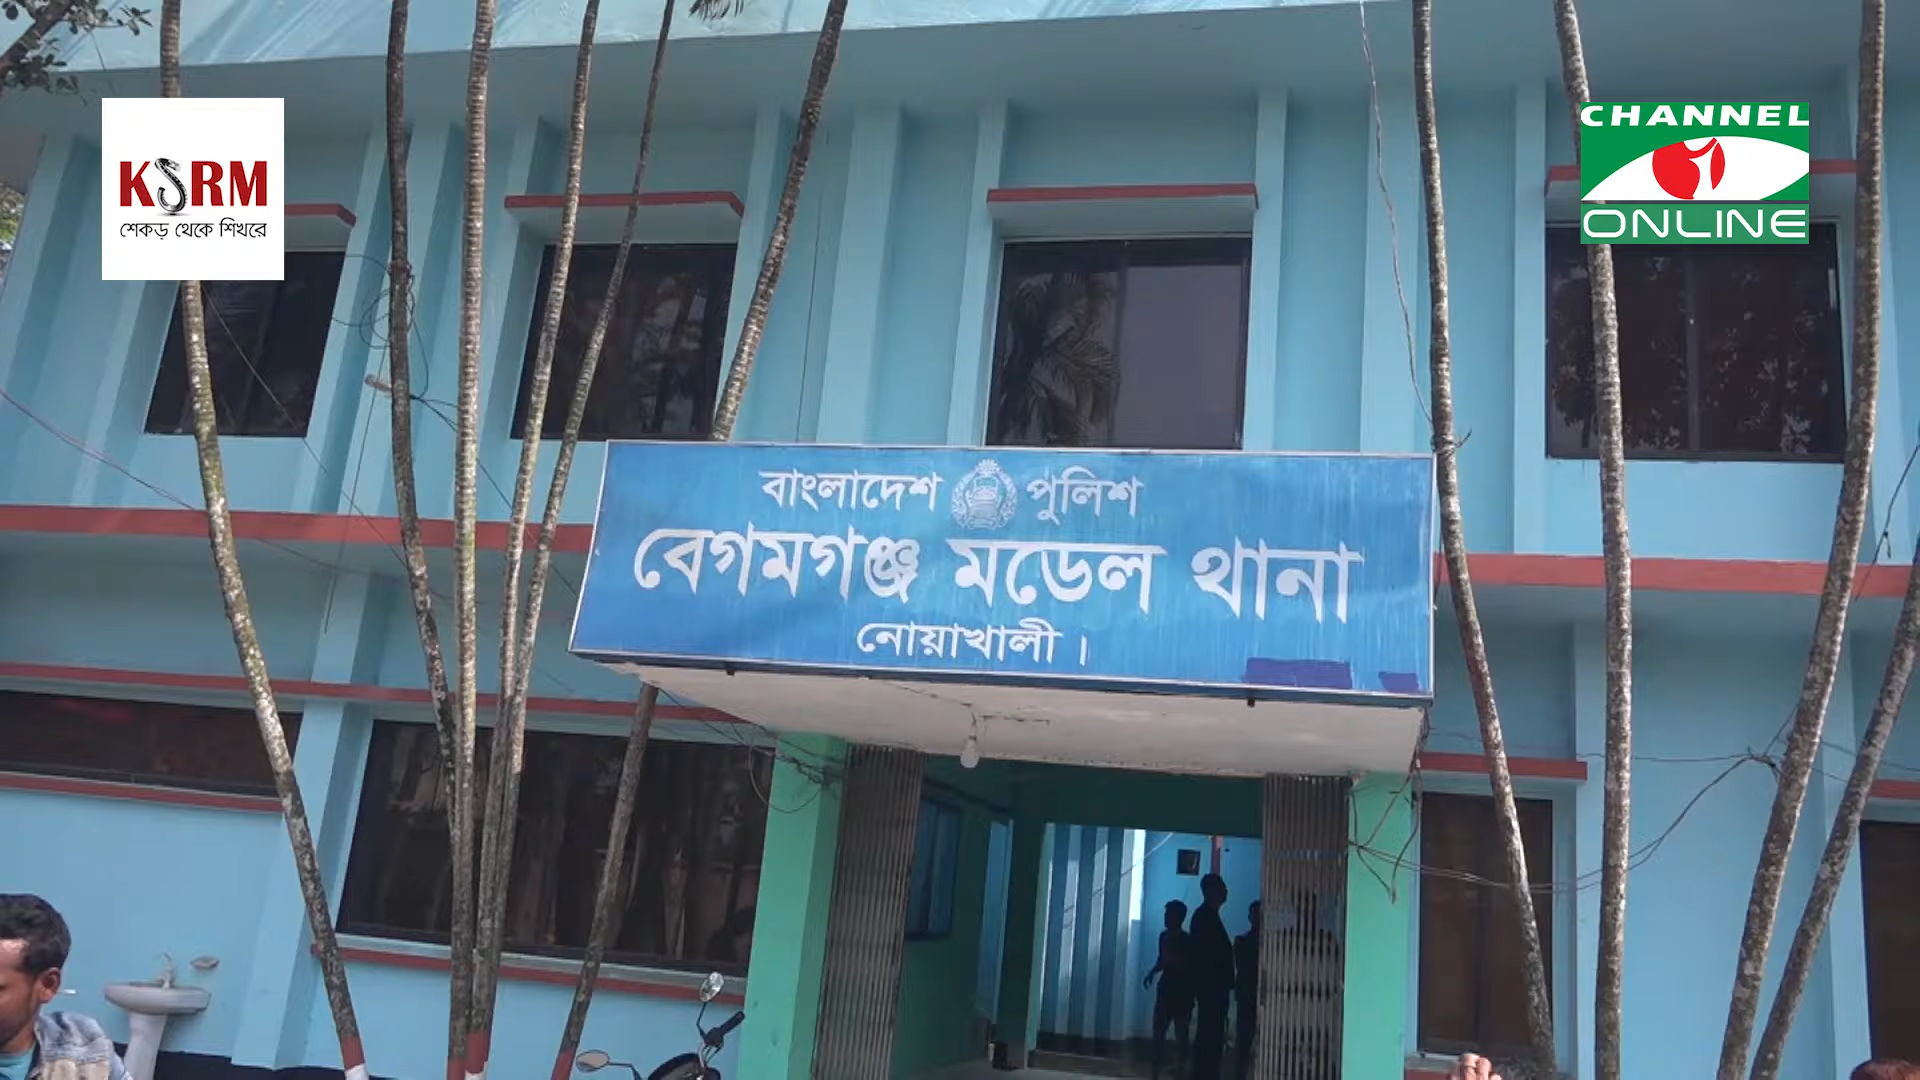 KSRM
শেকড় থেকে শিখরে
CHANNEL
ONLINE
বাংলাদেশ পুলিশ
বেগমগঞ্জ মডেল থানা
নোয়াখালী।